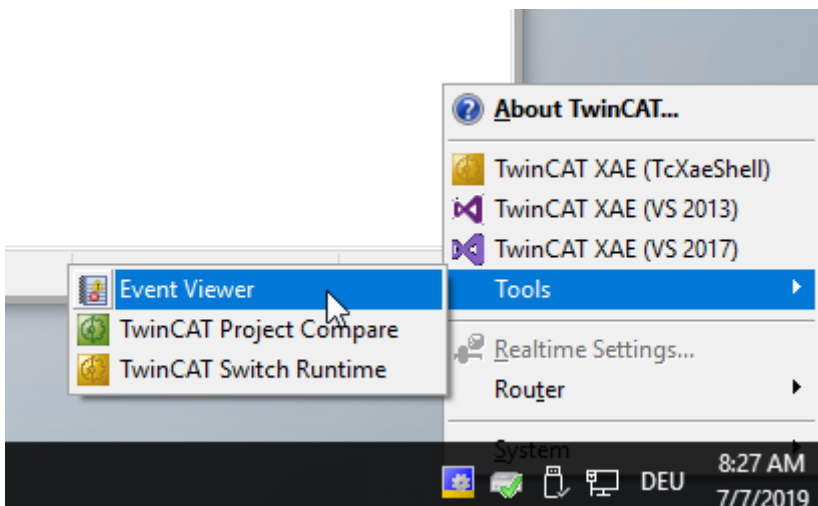 About TwinCAT...
TwinCAT XAE (TcXaeShell)
TwinCAT XAE (VS 2013)
TwinCAT XAE (VS 2017)
Tools
Event Viewer
TwinCAT Project Compare
TwinCAT Switch Runtime
Realtime Settings...
Router
System
DEU
8:27 AM
7/7/2019